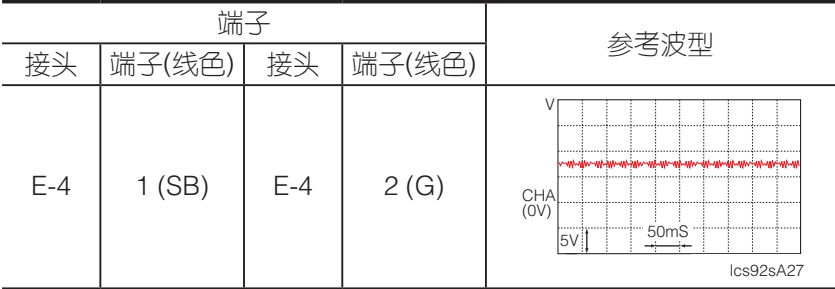 端子
参考波型
接头 端子(线色) 接头 端子(线色)
E-4 1 (SB) E-4 2 (G)
V
CHA
(0V)
5V
50mS
lcs92sA27